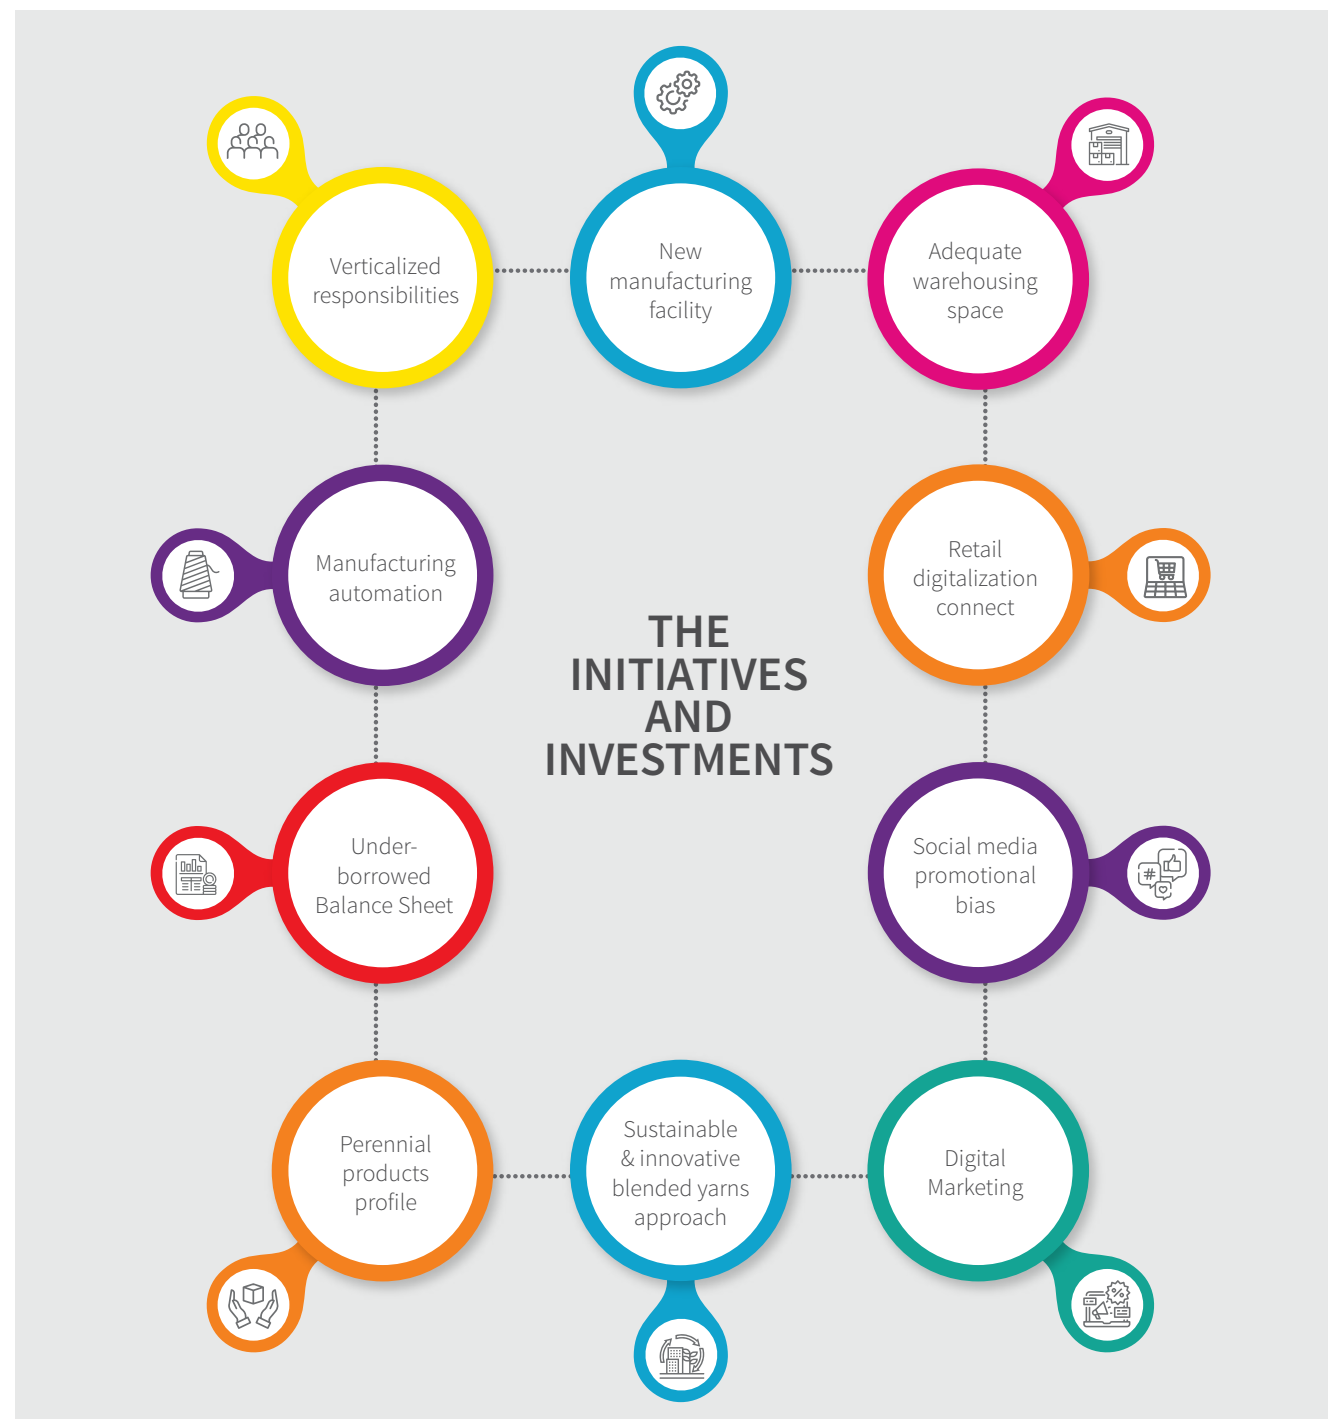 Verticalized
responsibilities
New
manufacturing
facility
Adequate
warehousing
space
Manufacturing
automation
Retail
digitalization
connect
THE
INITIATIVES
AND
INVESTMENTS
Under-
borrowed
Balance Sheet
Social media
promotional
bias
Perennial
products
profile
Sustainable
& innovative
blended yarns
approach
Digital
Marketing